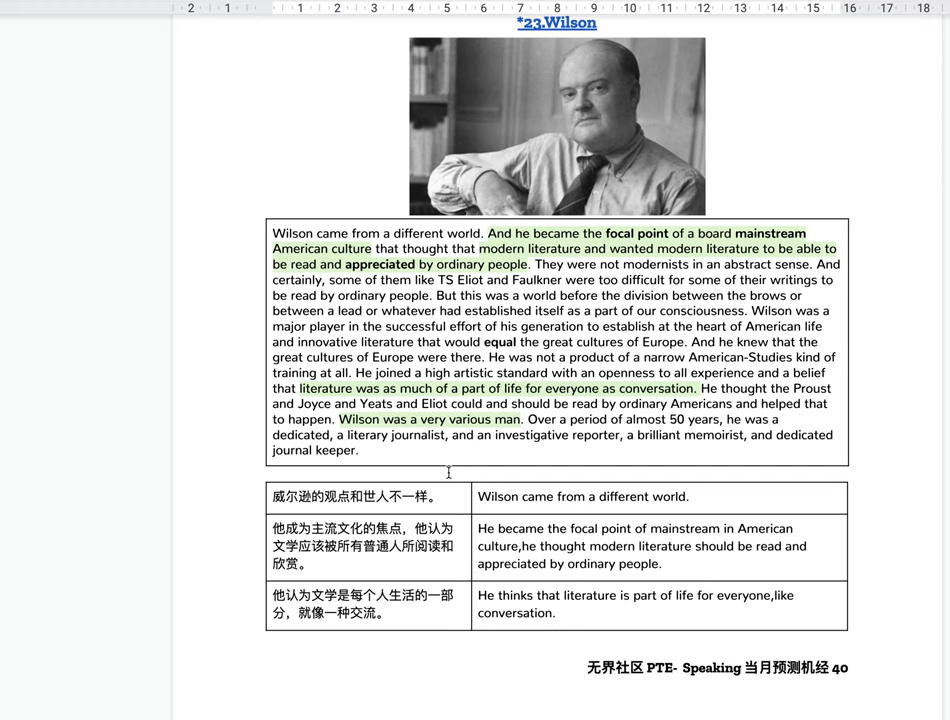 2 1 1 2 3 4 5 6 7 8 9 10 11 12 13 14 15 16 17 18
*23.Wilson
Wilson came from a different world. And he became the focal point of a board mainstream
American culture that thought that modern literature and wanted modern literature to be able to
be read and appreciated by ordinary people. They were not modernists in an abstract sense. And
certainly, some of them like TS Eliot and Faulkner were too difficult for some of their writings to
be read by ordinary people. But this was a world before the division between the brows or
between a lead or whatever had established itself as a part of our consciousness. Wilson was a
major player in the successful effort of his generation to establish at the heart of American life
and innovative literature that would equal the great cultures of Europe. And he knew that the
great cultures of Europe were there. He was not a product of a narrow American-Studies kind of
training at all. He joined a high artistic standard with an openness to all experience and a belief
that literature was as much of a part of life for everyone as conversation. He thought the Proust
and Joyce and Yeats and Eliot could and should be read by ordinary Americans and helped that
to happen. Wilson was a very various man. Over a period of almost 50 years, he was a
dedicated, a literary journalist, and an investigative reporter, a brilliant memoirist, and dedicated
journal keeper.
威尔逊的观点和世人不一样。
Wilson came from a different world.
他成为主流文化的焦点，他认为
文学应该被所有普通人所阅读和
欣赏。
He became the focal point of mainstream in American
culture,he thought modern literature should be read and
appreciated by ordinary people.
他认为文学是每个人生活的一部
分，就像一种交流。
He thinks that literature is part of life for everyone,like
conversation.
无界社区 PTE- Speaking 当月预测机经 40